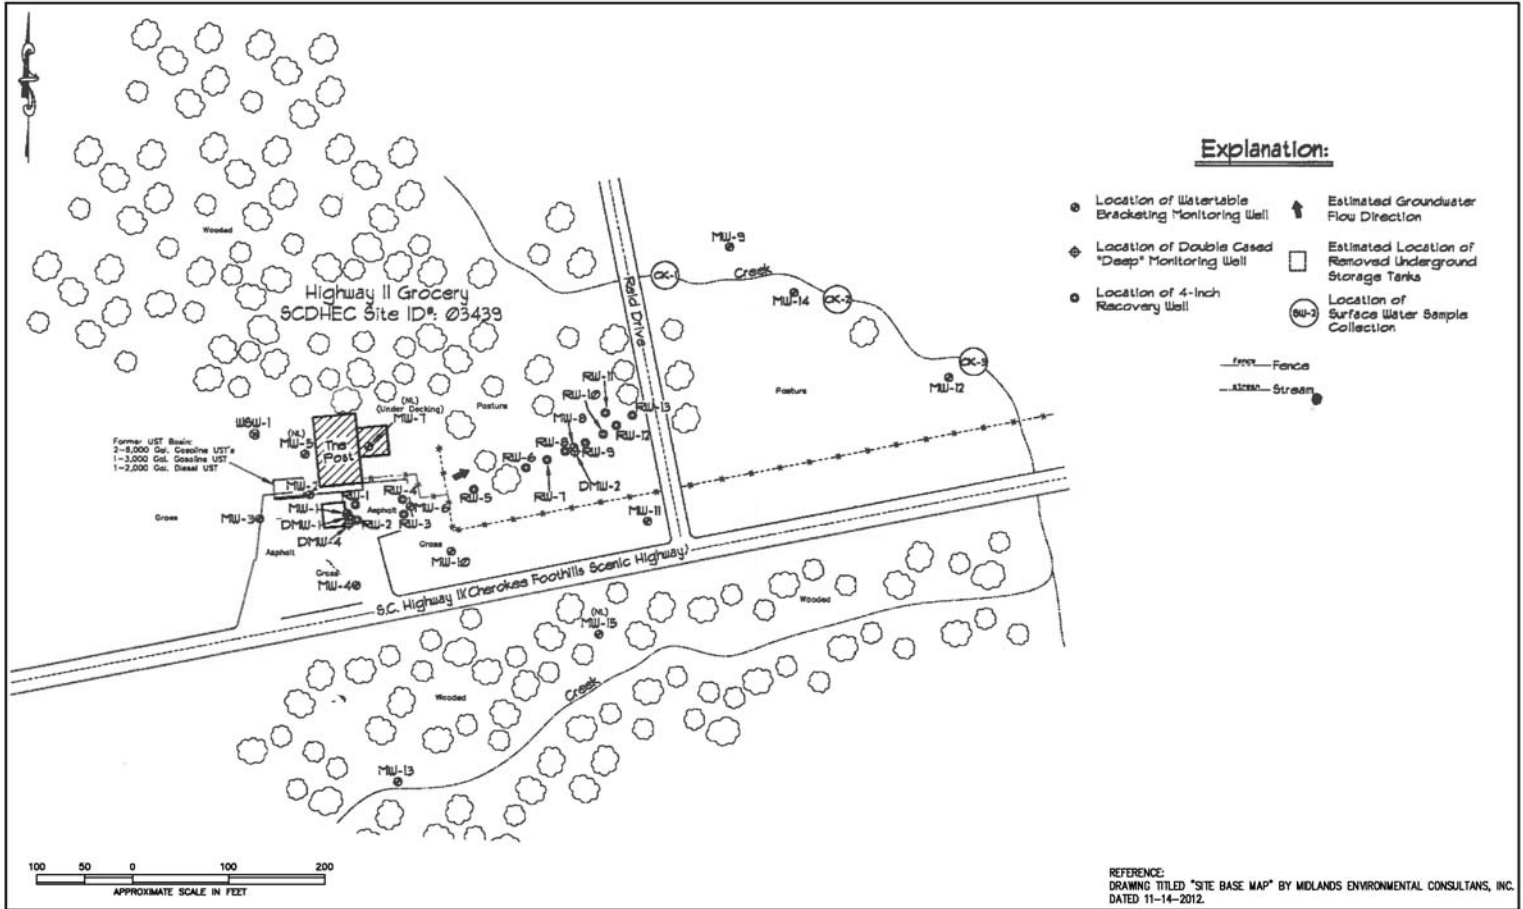 Explanation:
Location of Watertable
Bracketing Monitoring Well
Location of Double Cased
"Deep" Monitoring Well
Location of 4-Inch
Recovery Well
Estimated Groundwater
Flow Direction
Estimated Location of
Removed Underground
Storage Tanks
SW-2
Location of
Surface Water Sample
Collection
fence
Fence
stream
Stream
Wooded
Highway 11 Grocery
SCDHEC Site ID#: 03439
MW-9
CK-1
Creek
MW-14
CK-2
CK-3
MW-12
Reid Drive
Pasture
RW-11
RW-10
RW-13
MW-8
RW-12
RW-8
RW-9
RW-6
RW-7
DMW-2
RW-5
Pasture
(NL)
(Under Decking)
MW-7
WSW-1
(NL)
MW-5
The
Post
Former UST Basin:
2-8,000 Gal. Gasoline UST's
1-3,000 Gal. Gasoline UST
1-2,000 Gal. Diesel UST
MW-2
RW-1
RW-4
MW-1
Asphalt
MW-6
MW-3
DMW-1
RW-2
RW-3
DMW-4
Grass
Asphalt
Grass
MW-10
MW-11
Grass
MW-4
S.C. Highway 11 (Cherokee Foothills Scenic Highway)
(NL)
MW-15
Wooded
Wooded
Creek
MW-13
100 50 0 100 200
APPROXIMATE SCALE IN FEET
REFERENCE:
DRAWING TITLED "SITE BASE MAP" BY MIDLANDS ENVIRONMENTAL CONSULTANS, INC.
DATED 11-14-2012.